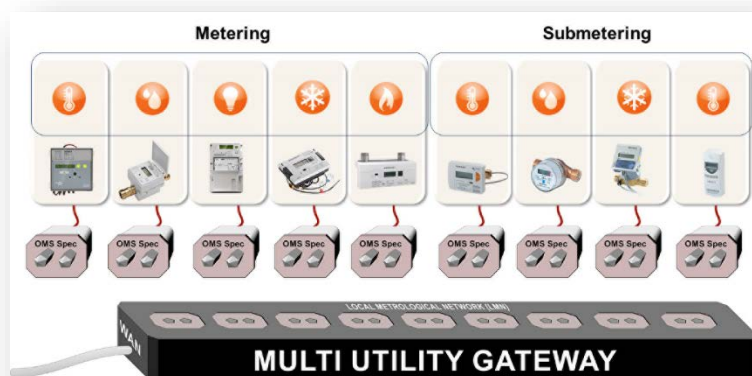 Metering
Submetering
OMS Spec
OMS Spec
OMS Spec
OMS Spec
OMS Spec
OMS Spec
OMS Spec
OMS Spec
OMS Spec
LOCAL METROLOGICAL NETWORK (LMN)
WAN
MULTI UTILITY GATEWAY